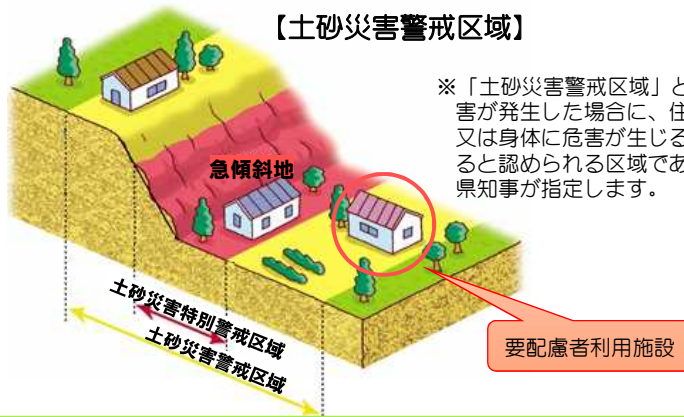 【土砂災害警戒区域】
※「土砂災害警戒区域」と
害が発生した場合に、住
又は身体に危害が生じる
ると認められる区域であ
県知事が指定します。
急傾斜地
土砂災害特別警戒区域
土砂災害警戒区域
要配慮者利用施設